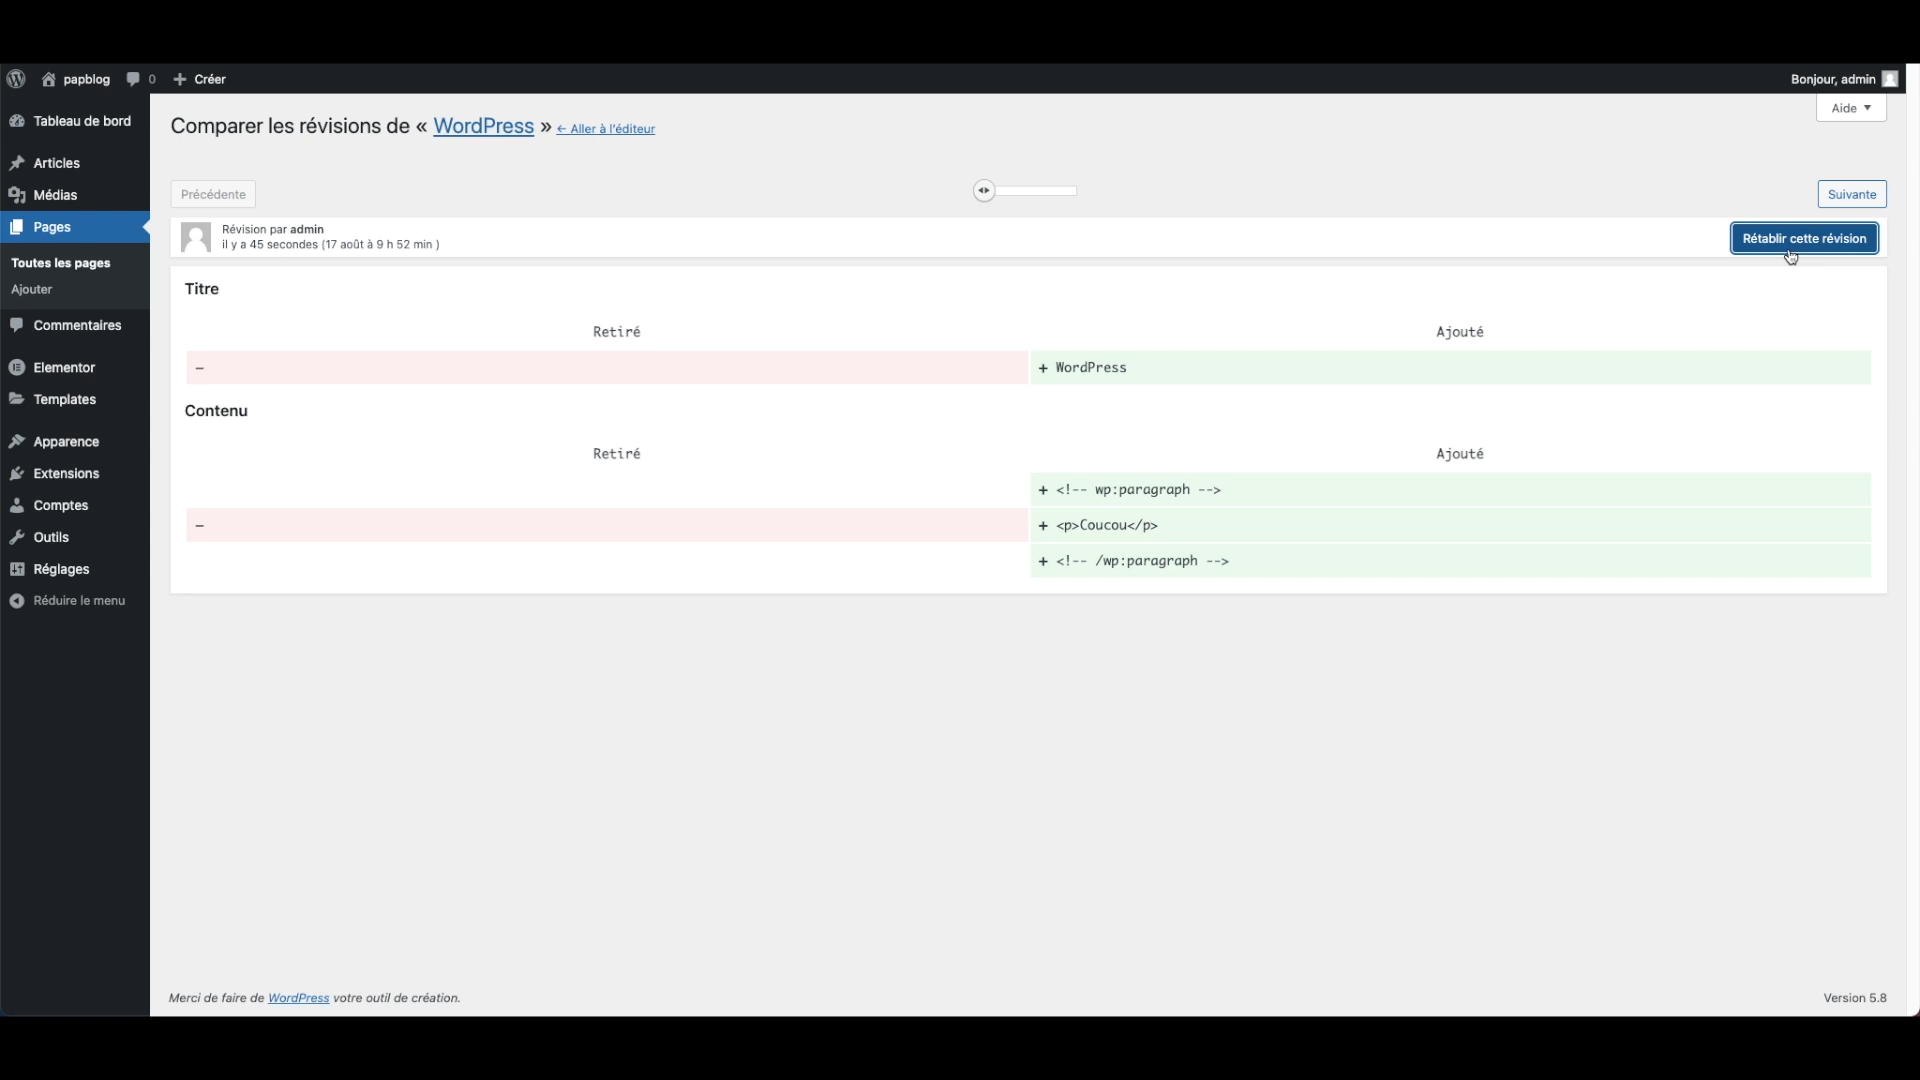 papblog 0 Créer Bonjour, admin
Aide
Tableau de bord
Articles
Médias
Pages
Toutes les pages
Ajouter
Commentaires
Elementor
Templates
Apparence
Extensions
Comptes
Outils
Réglages
Réduire le menu
Comparer les révisions de « WordPress » ← Aller à l'éditeur
Précédente Suivante
Révision par admin
il y a 45 secondes (17 août à 9 h 52 min )
Rétablir cette révision
Titre
Retiré Ajouté
− + WordPress
Contenu
Retiré Ajouté
+ <!-- wp:paragraph -->
− + <p>Coucou</p>
+ <!-- /wp:paragraph -->
Merci de faire de WordPress votre outil de création. Version 5.8